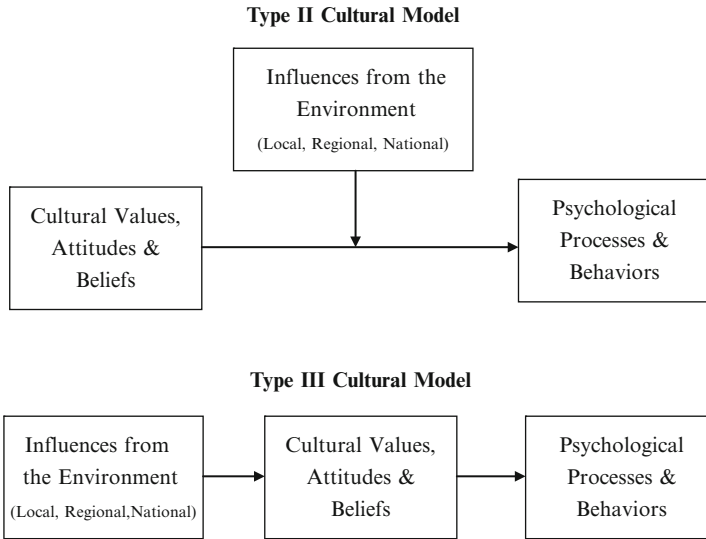 Type II Cultural Model
Influences from the
Environment
(Local, Regional, National)
Cultural Values,
Attitudes &
Beliefs
Psychological
Processes &
Behaviors
Type III Cultural Model
Influences from
the Environment
(Local, Regional,National)
Cultural Values,
Attitudes &
Beliefs
Psychological
Processes &
Behaviors